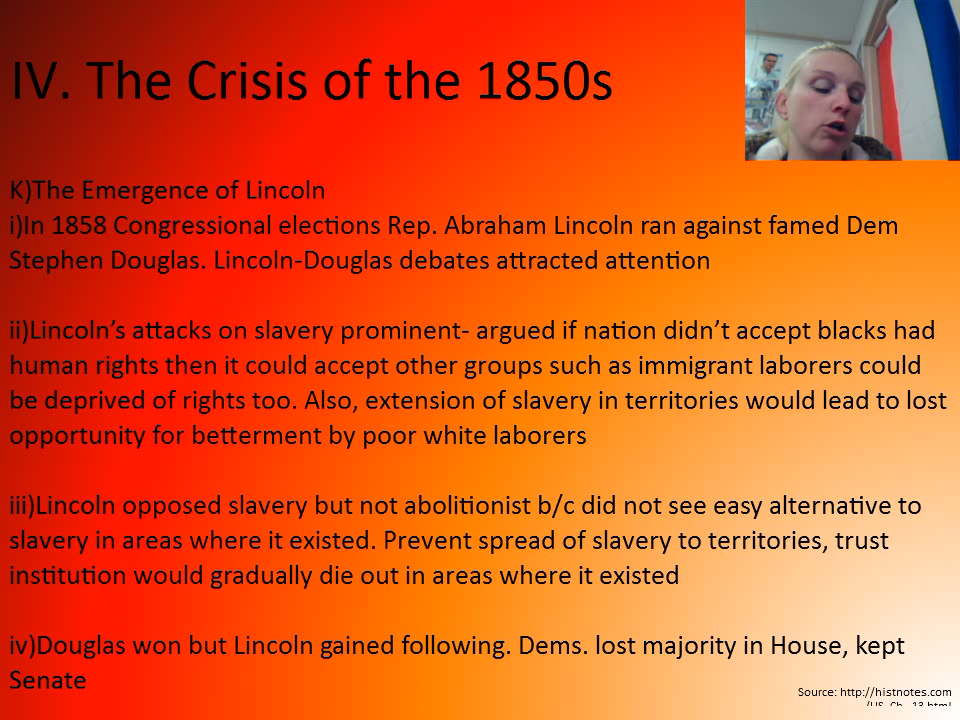 IV. The Crisis of the 1850s
K)The Emergence of Lincoln
i)In 1858 Congressional elections Rep. Abraham Lincoln ran against famed Dem
Stephen Douglas. Lincoln-Douglas debates attracted attention
ii)Lincoln’s attacks on slavery prominent- argued if nation didn’t accept blacks had
human rights then it could accept other groups such as immigrant laborers could
be deprived of rights too. Also, extension of slavery in territories would lead to lost
opportunity for betterment by poor white laborers
iii)Lincoln opposed slavery but not abolitionist b/c did not see easy alternative to
slavery in areas where it existed. Prevent spread of slavery to territories, trust
institution would gradually die out in areas where it existed
iv)Douglas won but Lincoln gained following. Dems. lost majority in House, kept
Senate
Source: http://histnotes.com